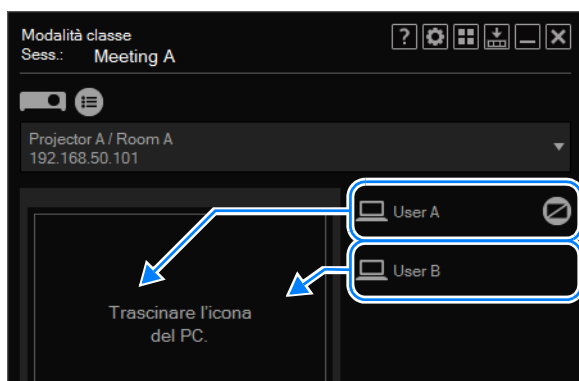 Modalità classe
Sess.: Meeting A
Projector A / Room A
192.168.50.101
User A
User B
Trascinare l'icona
del PC.